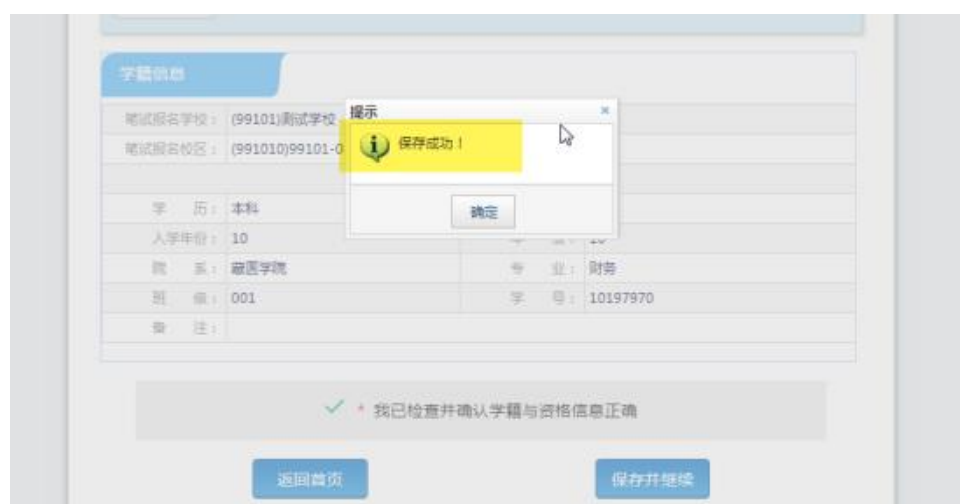 学籍信息
提示
笔试报名学校： (99101)测试学校
保存成功！
笔试报名校区： (991010)99101-0
确定
学 历： 本科
入学年份： 10
院 系： 藏医学院 专 业： 财务
班 级： 001 学 号： 10197970
备 注：
* 我已检查并确认学籍与资格信息正确
返回首页 保存并继续